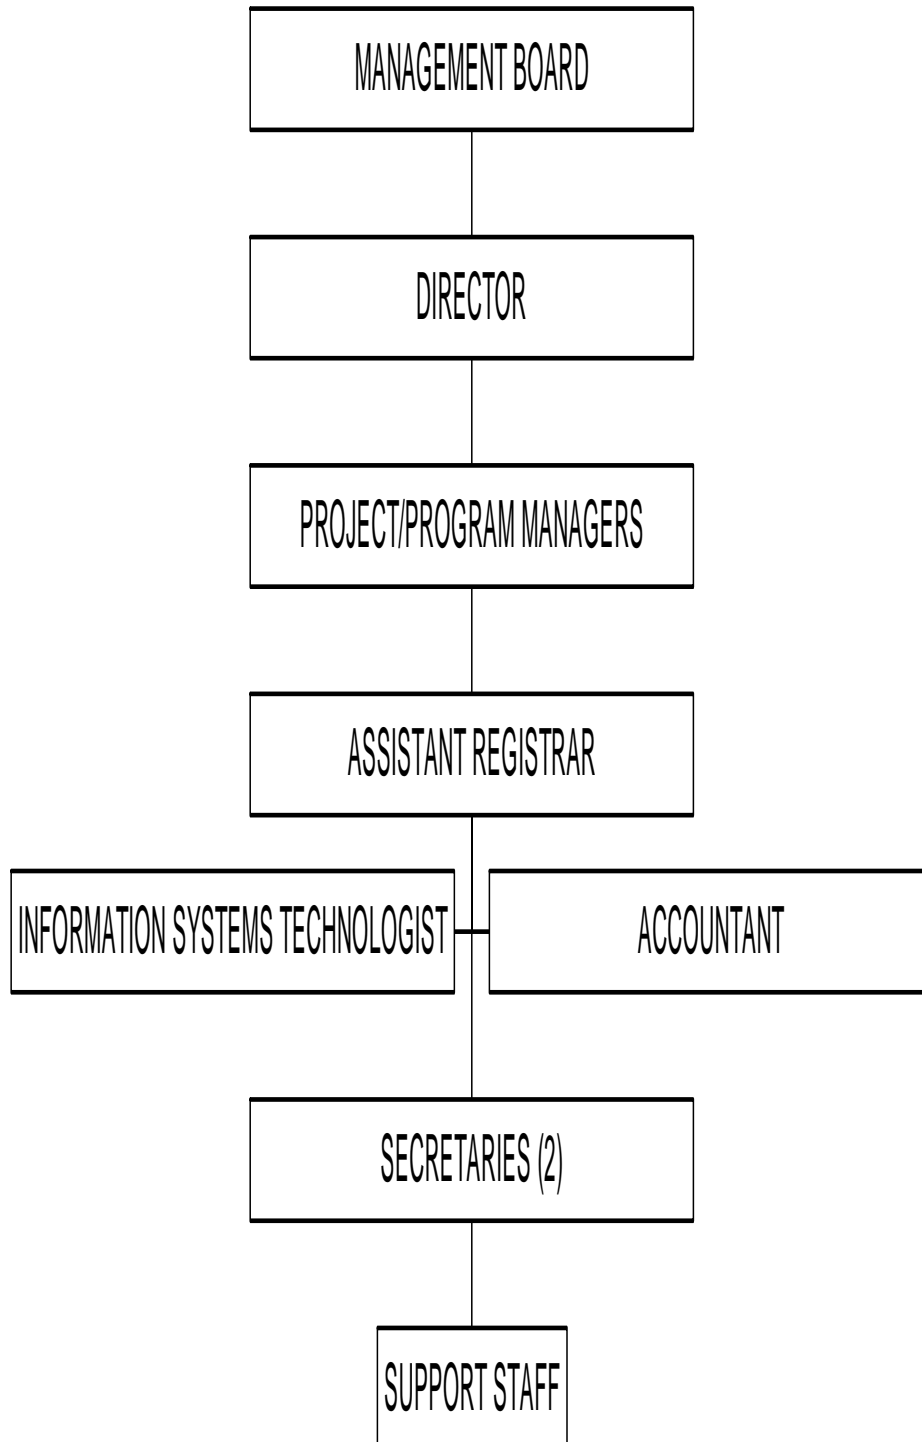 MANAGEMENT BOARD
DIRECTOR
PROJECT/PROGRAM MANAGERS
ASSISTANT REGISTRAR
INFORMATION SYSTEMS TECHNOLOGIST
ACCOUNTANT
SECRETARIES (2)
SUPPORT STAFF